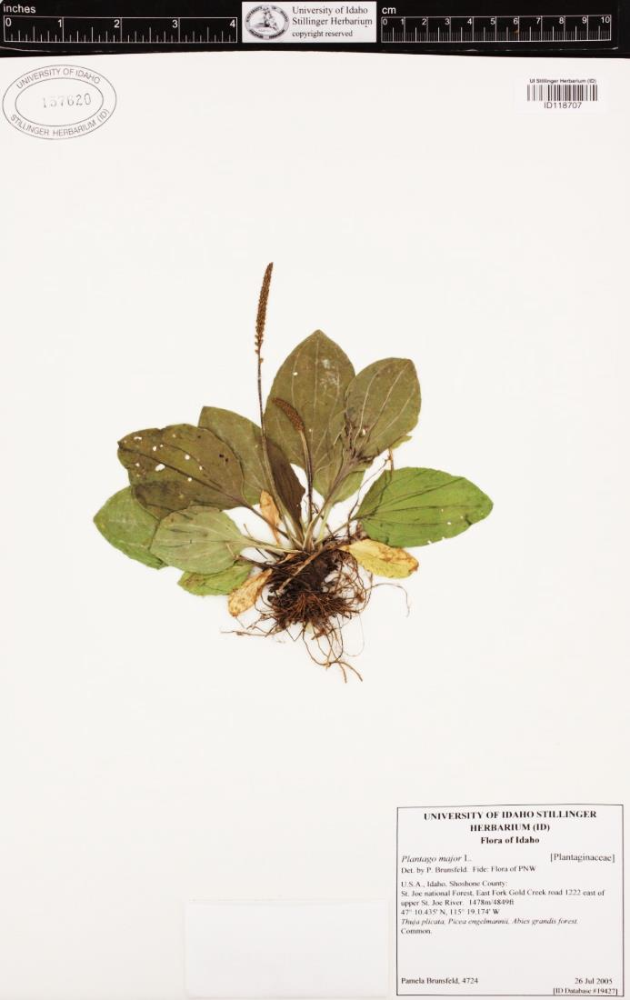 inches
0 1 2 3 4
University of Idaho
Stillinger Herbarium
copyright reserved
cm
0 1 2 3 4 5 6 7 8 9 10
UNIVERSITY OF IDAHO
157620
STILLINGER HERBARIUM (ID)
UI Stillinger Herbarium (ID)
ID118707
UNIVERSITY OF IDAHO STILLINGER
HERBARIUM (ID)
Flora of Idaho
Plantago major L. [Plantaginaceae]
Det. by P. Brunsfeld. Fide: Flora of PNW
U.S.A., Idaho, Shoshone County:
St. Joe national Forest, East Fork Gold Creek road 1222 east of
upper St. Joe River. 1478m/4849ft
47° 10.435' N, 115° 19.174' W
Thuja plicata, Picea engelmannii, Abies grandis forest.
Common.
Pamela Brunsfeld, 4724 26 Jul 2005
[ID Database #19427]